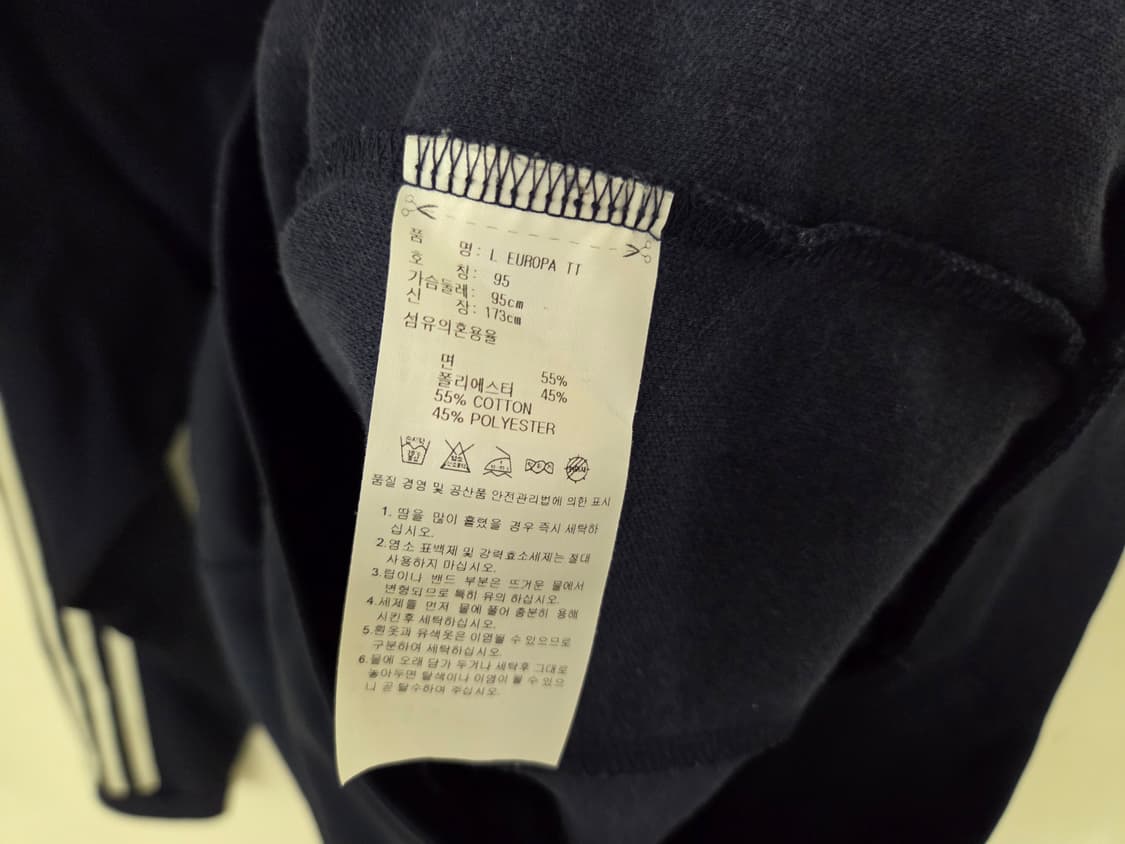 품 명: L EUROPA TT
호 칭: 95
가슴둘레: 95cm
신 장: 173cm
섬유의혼용율
면 55%
폴리에스터 45%
55% COTTON
45% POLYESTER
품질 경영 및 공산품 안전관리법에 의한 표시
1. 땀을 많이 흘렸을 경우 즉시 세탁하
십시오.
2.염소 표백제 및 강력효소세제는 절대
사용하지 마십시오.
3.립이나 밴드 부분은 뜨거운 물에서
변형되므로 특히 유의 하십시오.
4.세제를 먼저 물에 풀어 충분히 용해
시킨후 세탁하십시오.
5.흰옷과 유색옷은 이염될 수 있으므로
구분하여 세탁하십시오.
6.물에 오래 담가 두거나 세탁후 그대로
놓아두면 탈색이나 이염이 될 수 있으
니 곧 탈수하여 주십시오.